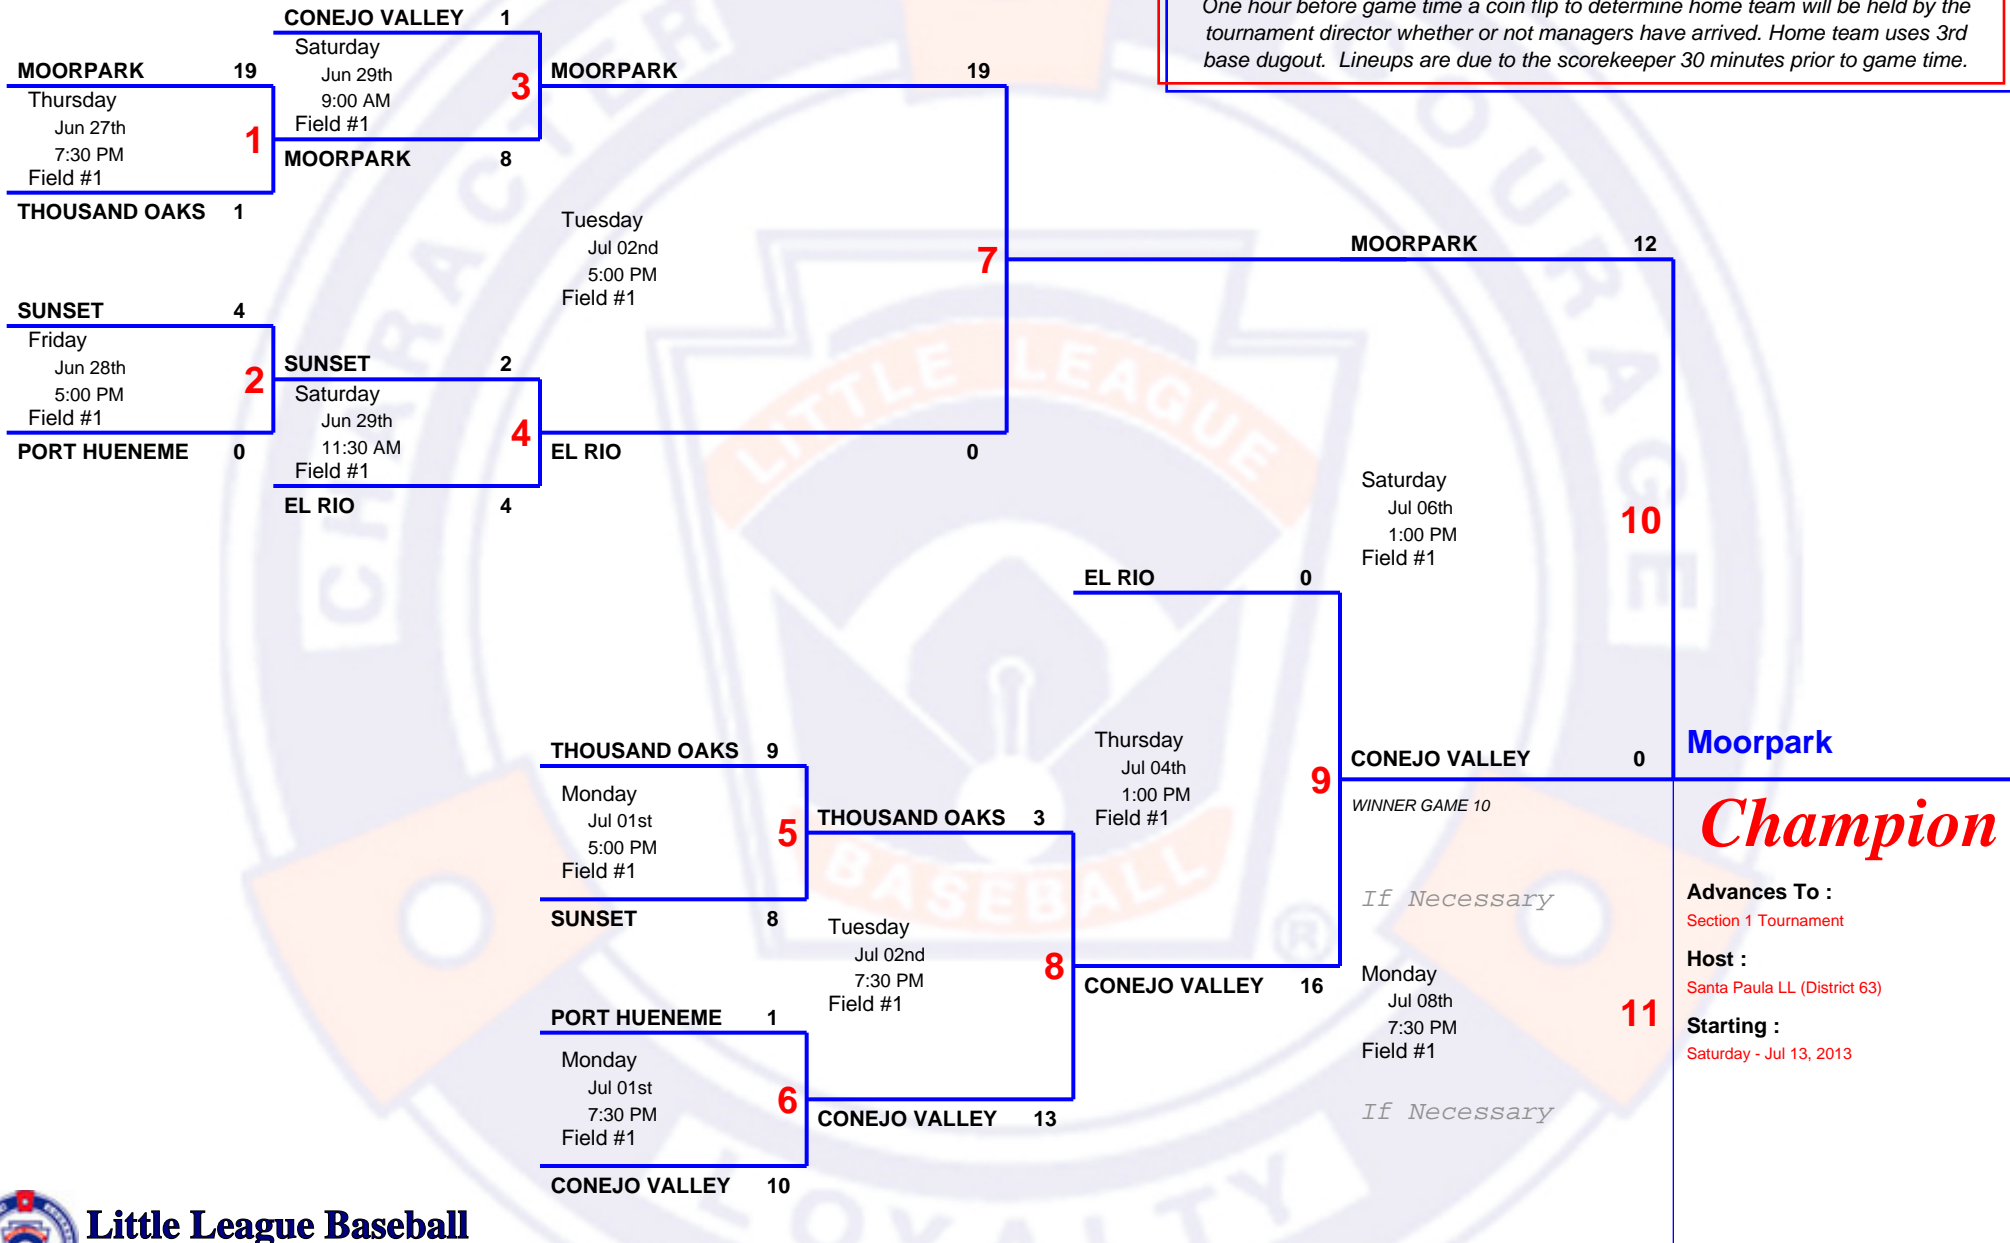 One hour before game time a coin flip to determine home team will be held by the
tournament director whether or not managers have arrived. Home team uses 3rd
base dugout. Lineups are due to the scorekeeper 30 minutes prior to game time.
MOORPARK 19
Thursday
Jun 27th
7:30 PM
Field #1
1
THOUSAND OAKS 1
SUNSET 4
Friday
Jun 28th
5:00 PM
Field #1
2
PORT HUENEME 0
CONEJO VALLEY 1
Saturday
Jun 29th
9:00 AM
Field #1
3
MOORPARK 8
SUNSET 2
Saturday
Jun 29th
11:30 AM
Field #1
4
EL RIO 4
MOORPARK 19
Tuesday
Jul 02nd
5:00 PM
Field #1
7
EL RIO 0
THOUSAND OAKS 9
Monday
Jul 01st
5:00 PM
Field #1
5
SUNSET 8
PORT HUENEME 1
Monday
Jul 01st
7:30 PM
Field #1
6
CONEJO VALLEY 10
THOUSAND OAKS 3
Tuesday
Jul 02nd
7:30 PM
Field #1
8
CONEJO VALLEY 13
EL RIO 0
Thursday
Jul 04th
1:00 PM
Field #1
9
CONEJO VALLEY 16
MOORPARK 12
Saturday
Jul 06th
1:00 PM
Field #1
10
CONEJO VALLEY 0
WINNER GAME 10
If Necessary
Monday
Jul 08th
7:30 PM
Field #1
11
If Necessary
Moorpark
Champion
Advances To :
Section 1 Tournament
Host :
Santa Paula LL (District 63)
Starting :
Saturday - Jul 13, 2013
CHARACTER
COURAGE
LOYALTY
LITTLE LEAGUE
BASEBALL
®
Little League Baseball